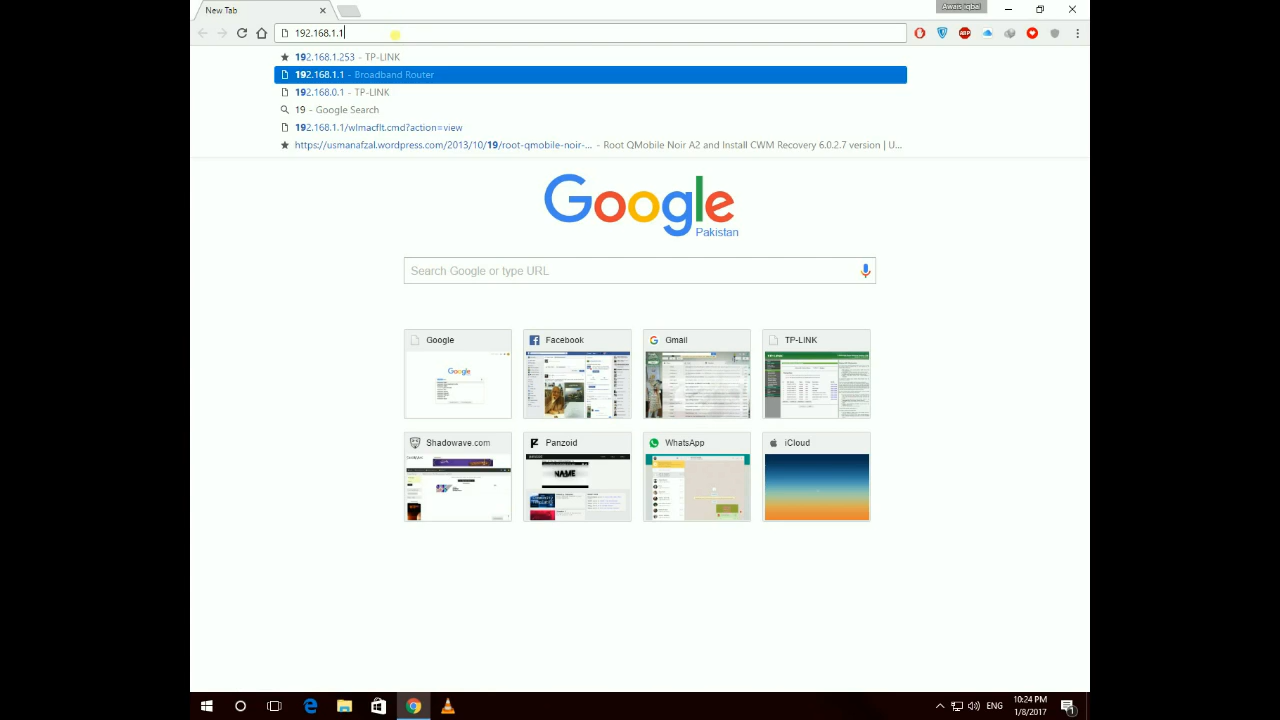 New Tab
Awais iqbal
192.168.1.1
192.168.1.253 - TP-LINK
192.168.1.1 - Broadband Router
192.168.0.1 - TP-LINK
19 - Google Search
192.168.1.1/wlmacflt.cmd?action=view
https://usmanafzal.wordpress.com/2013/10/19/root-qmobile-noir-... - Root QMobile Noir A2 and Install CWM Recovery 6.0.2.7 version | U...
ABP
Google
Pakistan
Search Google or type URL
Google
Facebook
Gmail
TP-LINK
Shadowave.com
Panzoid
WhatsApp
iCloud
NAME
ENG
10:24 PM
1/8/2017
1